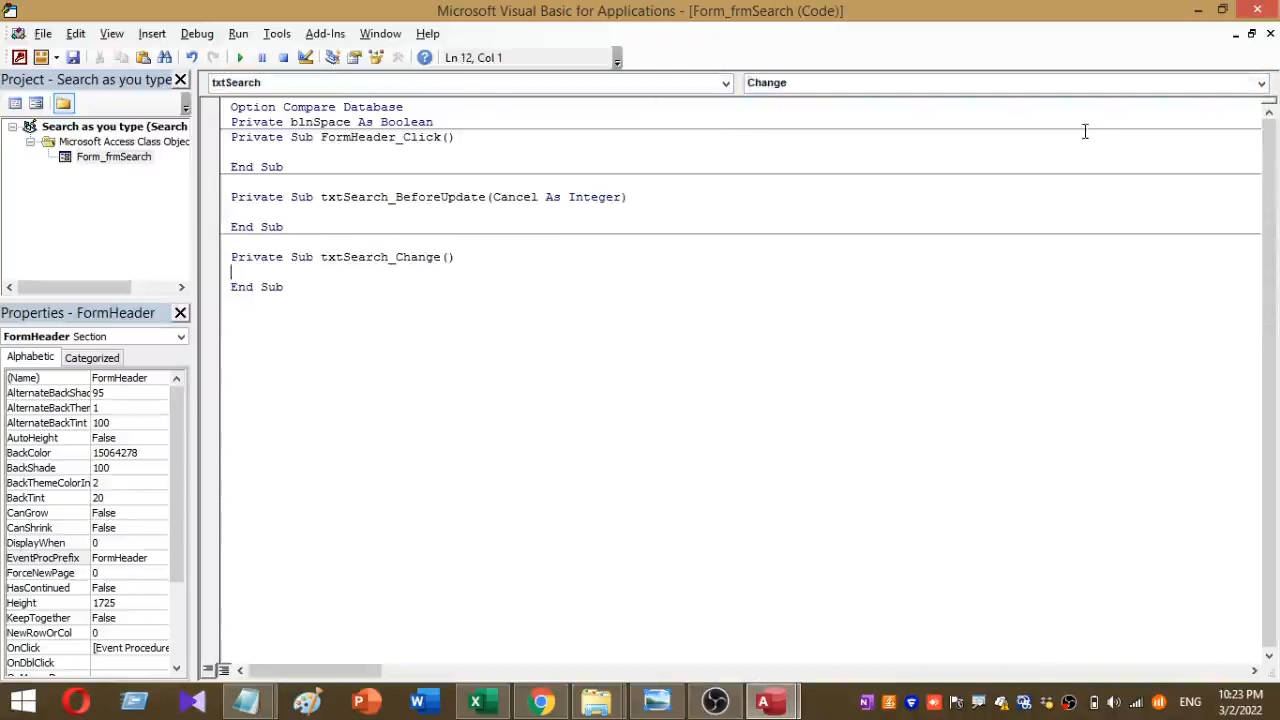 Microsoft Visual Basic for Applications - [Form_frmSearch (Code)]
File Edit View Insert Debug Run Tools Add-Ins Window Help
Ln 12, Col 1
Project - Search as you type
Search as you type (Search
Microsoft Access Class Objec
Form_frmSearch
Properties - FormHeader
FormHeader Section
Alphabetic Categorized
(Name) FormHeader
AlternateBackShad 95
AlternateBackTher 1
AlternateBackTint 100
AutoHeight False
BackColor 15064278
BackShade 100
BackThemeColorIn 2
BackTint 20
CanGrow False
CanShrink False
DisplayWhen 0
EventProcPrefix FormHeader
ForceNewPage 0
HasContinued False
Height 1725
KeepTogether False
NewRowOrCol 0
OnClick [Event Procedure
OnDblClick
txtSearch Change
Option Compare Database
Private blnSpace As Boolean
Private Sub FormHeader_Click()
End Sub
Private Sub txtSearch_BeforeUpdate(Cancel As Integer)
End Sub
Private Sub txtSearch_Change()
End Sub
ENG
10:23 PM
3/2/2022